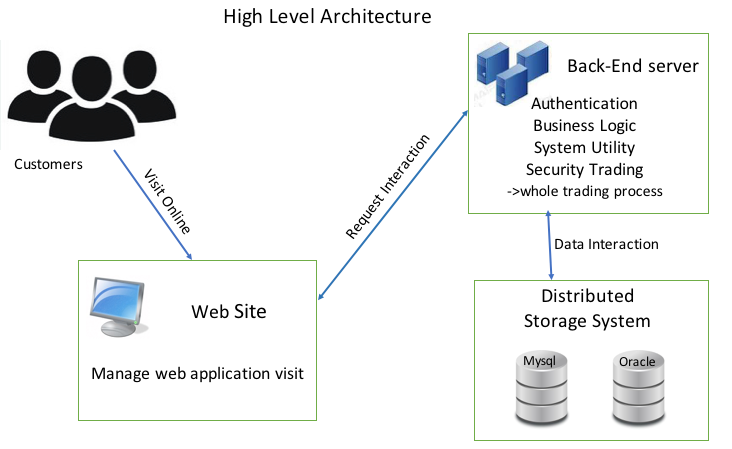 High Level Architecture
Customers
Visit Online
Web Site
Manage web application visit
Request Interaction
Back-End server
Authentication
Business Logic
System Utility
Security Trading
->whole trading process
Data Interaction
Distributed
Storage System
Mysql
Oracle